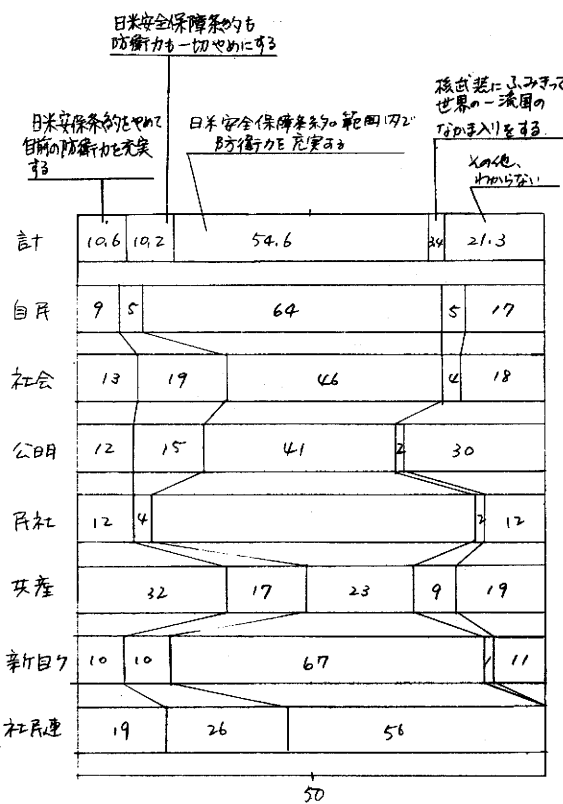 日米安全保障条約も
防衛力も一切やめにする
日米安保条約をやめて
自前の防衛力を充実
する
日米安全保障条約の範囲内で
防衛力を充実する
核武装にふみきって
世界の一流国の
なかま入りをする
その他、
わからない
計 10.6 10.2 54.6 3.4 21.3
自民 9 5 64 5 17
社会 13 19 46 4 18
公明 12 15 41 2 30
民社 12 4 2 12
共産 32 17 23 9 19
新自ク 10 10 67 1 11
社民連 19 26 56
50